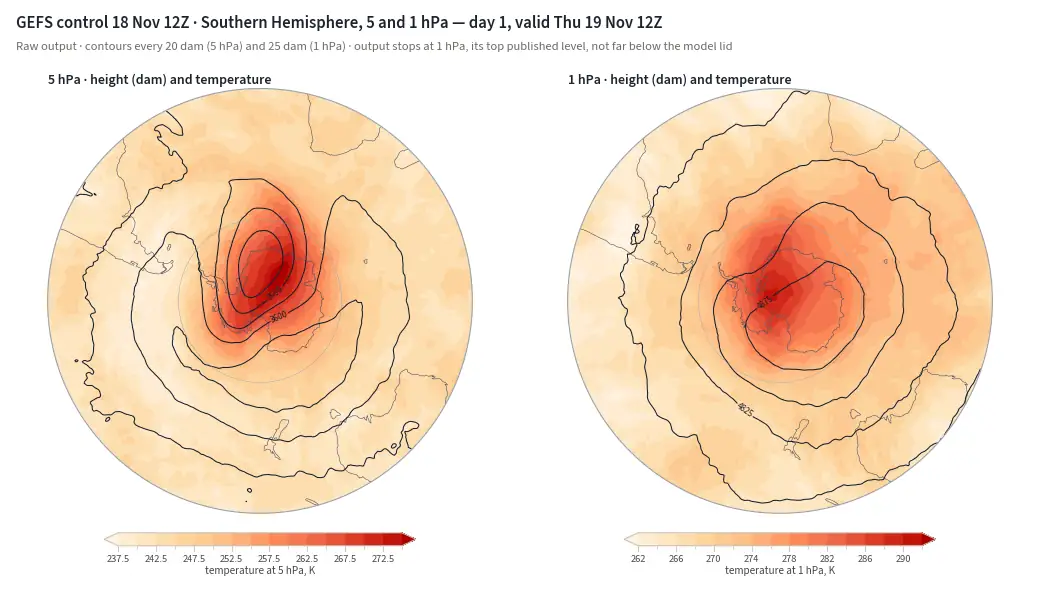 GEFS control 18 Nov 12Z · Southern Hemisphere, 5 and 1 hPa — day 1, valid Thu 19 Nov 12Z
Raw output · contours every 20 dam (5 hPa) and 25 dam (1 hPa) · output stops at 1 hPa, its top published level, not far below the model lid
5 hPa · height (dam) and temperature
1 hPa · height (dam) and temperature
3600
4825
237.5 242.5 247.5 252.5 257.5 262.5 267.5 272.5
temperature at 5 hPa, K
262 266 270 274 278 282 286 290
temperature at 1 hPa, K